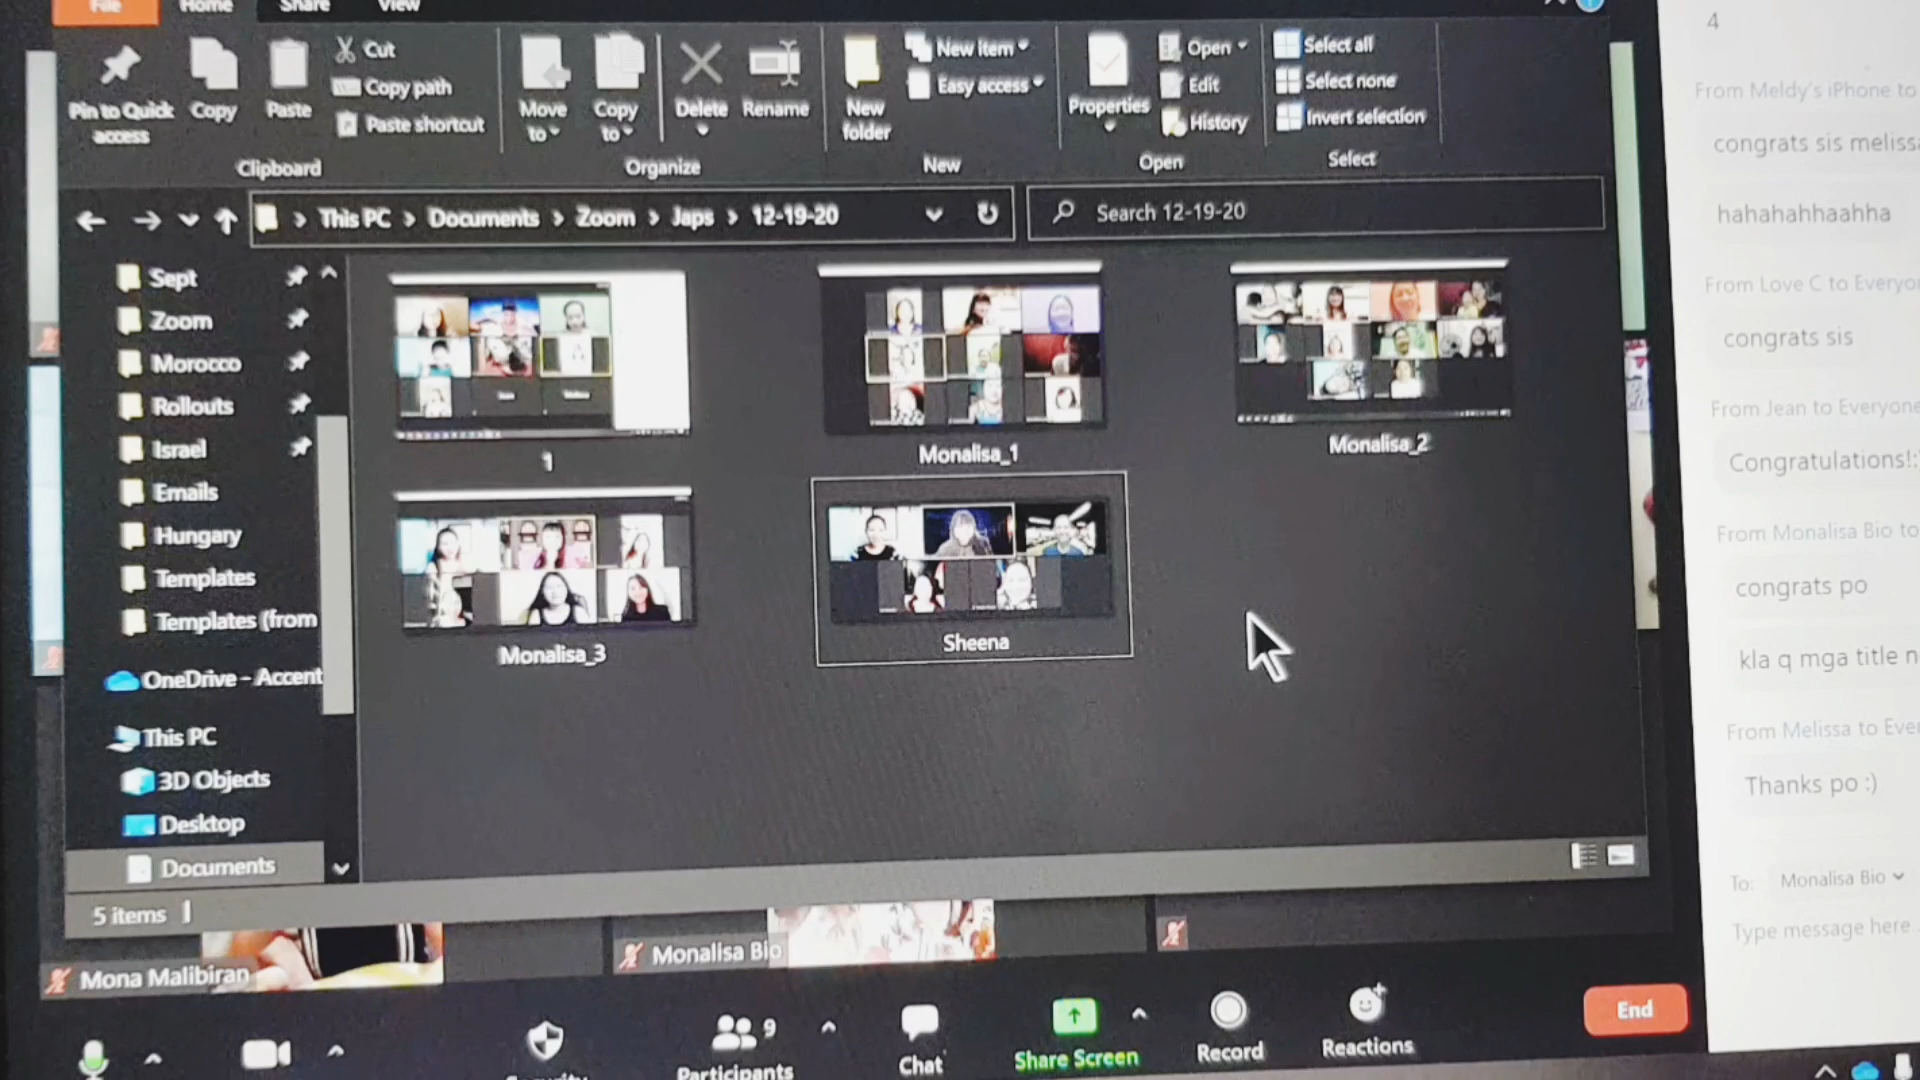 File Home Share View
Pin to Quick access
Copy
Paste
Cut
Copy path
Paste shortcut
Clipboard
Move to
Copy to
Delete
Rename
Organize
New folder
New item
Easy access
New
Properties
Open
Edit
History
Open
Select all
Select none
Invert selection
Select
This PC > Documents > Zoom > Japs > 12-19-20
Search 12-19-20
Sept
Zoom
Morocco
Rollouts
Israel
Emails
Hungary
Templates
Templates (from
OneDrive - Accent
This PC
3D Objects
Desktop
Documents
1
Monalisa_1
Monalisa_2
Monalisa_3
Sheena
5 items
Mona Malibiran
Monalisa Bio
Participants
9
Chat
Share Screen
Record
Reactions
End
4
From Meldy's iPhone to
congrats sis meliss
hahahahhaahha
From Love C to Everyo
congrats sis
From Jean to Everyone
Congratulations!:
From Monalisa Bio to
congrats po
kla q mga title n
From Melissa to Eve
Thanks po :)
To: Monalisa Bio
Type message here